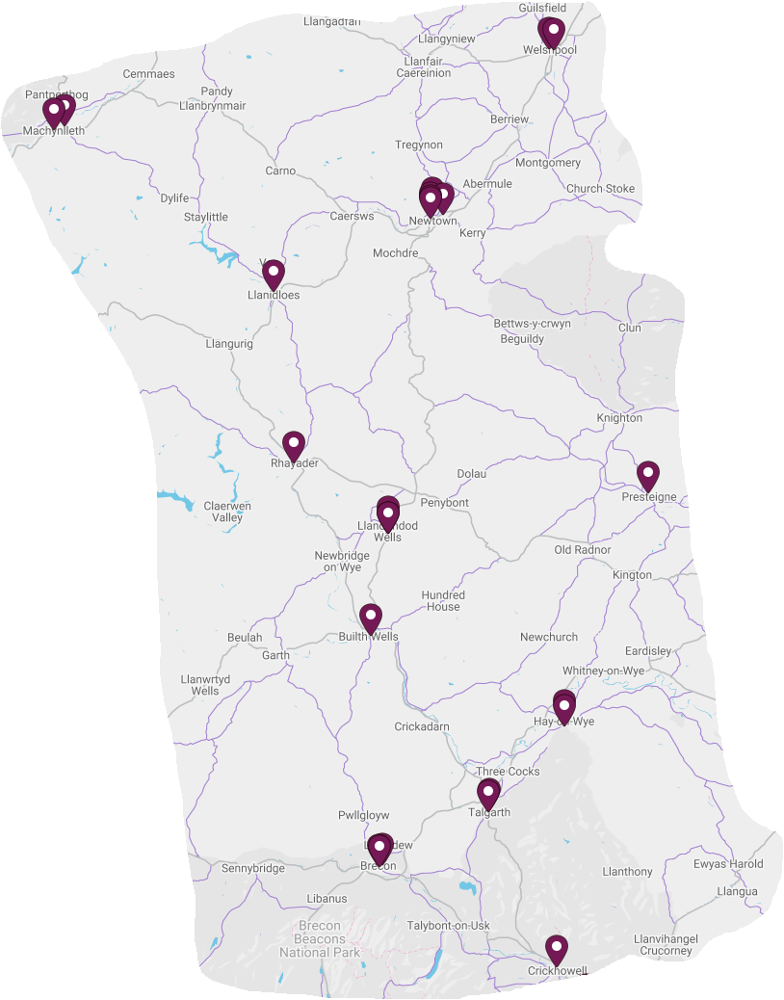 Guilsfield
Llangadfan
Llangyniew
Welshpool
Llanfair
Caereinion
Cemmaes
Pandy
Llanbrynmair
Pantperthog
Machynlleth
Berriew
Tregynon
Montgomery
Carno
Abermule
Church Stoke
Dylife
Staylittle
Caersws
Newtown
Kerry
Mochdre
Llanidloes
Bettws-y-crwyn
Clun
Beguildy
Llangurig
Knighton
Rhayader
Dolau
Presteigne
Penybont
Claerwen
Valley
Wells
Newbridge
on Wye
Old Radnor
Kington
Hundred
House
Builth Wells
Beulah
Newchurch
Garth
Eardisley
Whitney-on-Wye
Llanwrtyd
Wells
Hay-on-Wye
Crickadarn
Three Cocks
Talgarth
Pwllgloyw
Brecon
Sennybridge
Ewyas Harold
Llanthony
Llangua
Libanus
Talybont-on-Usk
Brecon
Beacons
National Park
Llanvihangel
Crucorney
Crickhowell